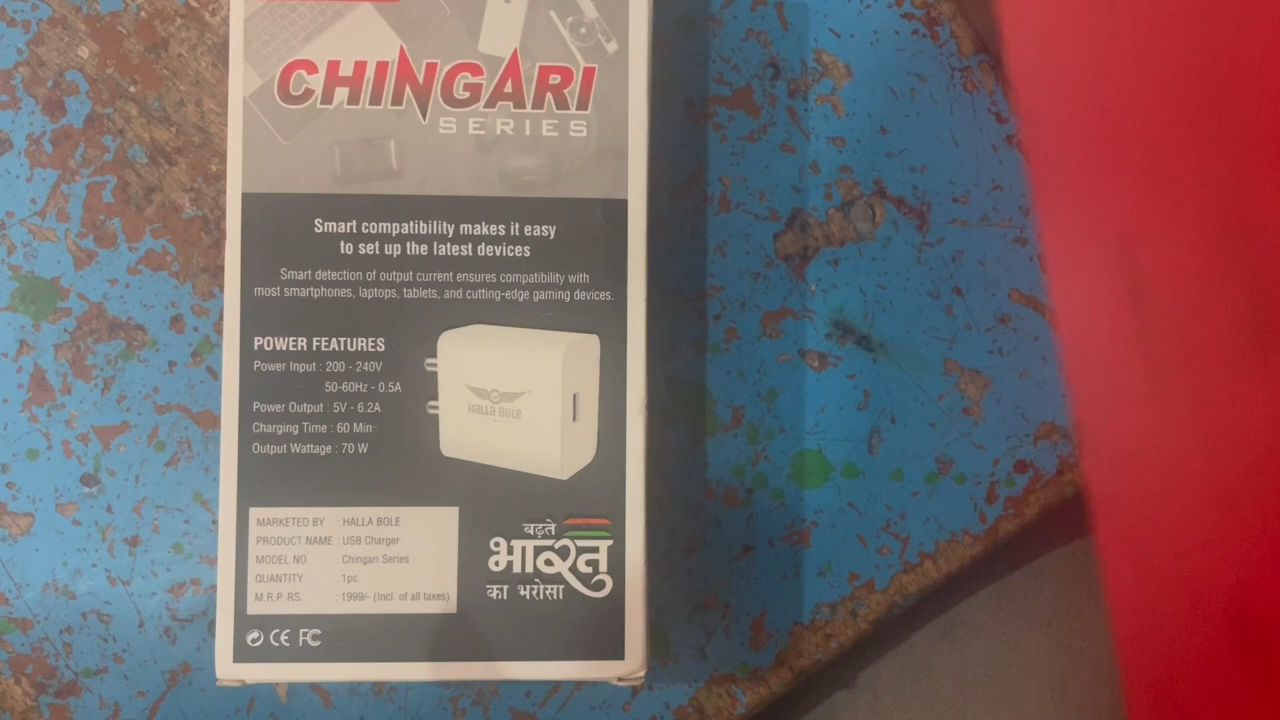 CHINGARI
SERIES
Smart compatibility makes it easy
to set up the latest devices
Smart detection of output current ensures compatibility with
most smartphones, laptops, tablets, and cutting-edge gaming devices.
POWER FEATURES
Power Input : 200 - 240V
50-60Hz - 0.5A
Power Output : 5V - 6.2A
Charging Time : 60 Min
Output Wattage : 70 W
HALLA BOLE
MARKETED BY : HALLA BOLE
PRODUCT NAME : USB Charger
MODEL NO. : Chingari Series
QUANTITY : 1pc.
M.R.P. RS. : 1999/- (Incl. of all taxes)
बढ़ते
भारत
का भरोसा
CE FC